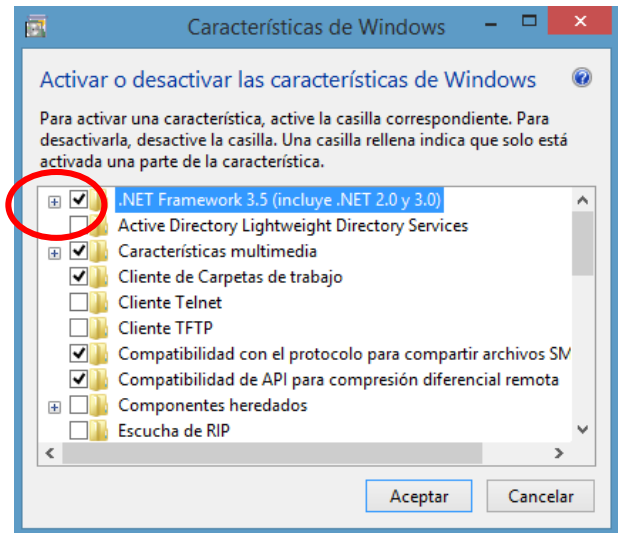 Características de Windows
Activar o desactivar las características de Windows
Para activar una característica, active la casilla correspondiente. Para
desactivarla, desactive la casilla. Una casilla rellena indica que solo está
activada una parte de la característica.
.NET Framework 3.5 (incluye .NET 2.0 y 3.0)
Active Directory Lightweight Directory Services
Características multimedia
Cliente de Carpetas de trabajo
Cliente Telnet
Cliente TFTP
Compatibilidad con el protocolo para compartir archivos SM
Compatibilidad de API para compresión diferencial remota
Componentes heredados
Escucha de RIP
Aceptar
Cancelar